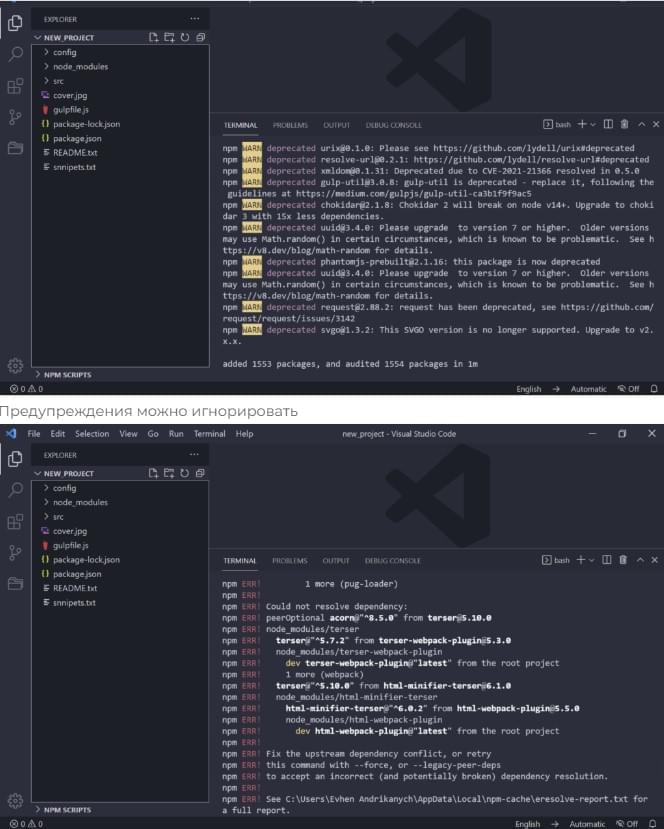 EXPLORER
NEW_PROJECT
config
node_modules
src
cover.jpg
gulpfile.js
package-lock.json
package.json
README.txt
snnipets.txt
NPM SCRIPTS
TERMINAL PROBLEMS OUTPUT DEBUG CONSOLE bash
npm WARN deprecated urix@0.1.0: Please see https://github.com/lydell/urix#deprecated
npm WARN deprecated resolve-url@0.2.1: https://github.com/lydell/resolve-url#deprecated
npm WARN deprecated xmldom@0.1.31: Deprecated due to CVE-2021-21366 resolved in 0.5.0
npm WARN deprecated gulp-util@3.0.8: gulp-util is deprecated - replace it, following the
guidelines at https://medium.com/gulpjs/gulp-util-ca3b1f9f9ac5
npm WARN deprecated chokidar@2.1.8: Chokidar 2 will break on node v14+. Upgrade to choki
dar 3 with 15x less dependencies.
npm WARN deprecated uuid@3.4.0: Please upgrade to version 7 or higher. Older versions
may use Math.random() in certain circumstances, which is known to be problematic. See h
ttps://v8.dev/blog/math-random for details.
npm WARN deprecated phantomjs-prebuilt@2.1.16: this package is now deprecated
npm WARN deprecated uuid@3.4.0: Please upgrade to version 7 or higher. Older versions
may use Math.random() in certain circumstances, which is known to be problematic. See h
ttps://v8.dev/blog/math-random for details.
npm WARN deprecated request@2.88.2: request has been deprecated, see https://github.com/
request/request/issues/3142
npm WARN deprecated svgo@1.3.2: This SVGO version is no longer supported. Upgrade to v2.
x.x.
added 1553 packages, and audited 1554 packages in 1m
0 0 English → Automatic Off
Предупреждения можно игнорировать
File Edit Selection View Go Run Terminal Help new_project - Visual Studio Code
EXPLORER
NEW_PROJECT
config
node_modules
src
cover.jpg
gulpfile.js
package-lock.json
package.json
README.txt
snnipets.txt
NPM SCRIPTS
TERMINAL PROBLEMS OUTPUT DEBUG CONSOLE bash
npm ERR! 1 more (pug-loader)
npm ERR!
npm ERR! Could not resolve dependency:
npm ERR! peerOptional acorn@"^8.5.0" from terser@5.10.0
npm ERR! node_modules/terser
npm ERR! terser@"^5.7.2" from terser-webpack-plugin@5.3.0
npm ERR! node_modules/terser-webpack-plugin
npm ERR! dev terser-webpack-plugin@"latest" from the root project
npm ERR! 1 more (webpack)
npm ERR! terser@"^5.10.0" from html-minifier-terser@6.1.0
npm ERR! node_modules/html-minifier-terser
npm ERR! html-minifier-terser@"^6.0.2" from html-webpack-plugin@5.5.0
npm ERR! node_modules/html-webpack-plugin
npm ERR! dev html-webpack-plugin@"latest" from the root project
npm ERR!
npm ERR! Fix the upstream dependency conflict, or retry
npm ERR! this command with --force, or --legacy-peer-deps
npm ERR! to accept an incorrect (and potentially broken) dependency resolution.
npm ERR!
npm ERR! See C:\Users\Evhen Andrikanych\AppData\Local\npm-cache\eresolve-report.txt for
a full report.
0 0 English → Automatic Off